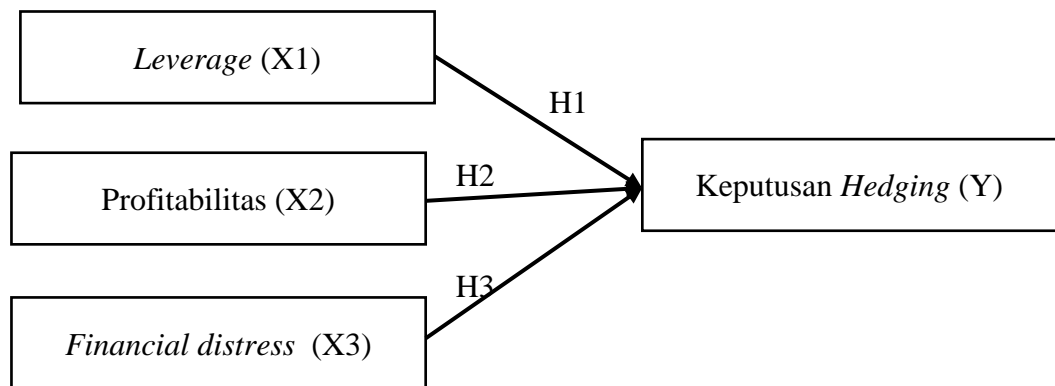 Leverage (X1)
H1
Profitabilitas (X2)
H2
Keputusan Hedging (Y)
H3
Financial distress (X3)